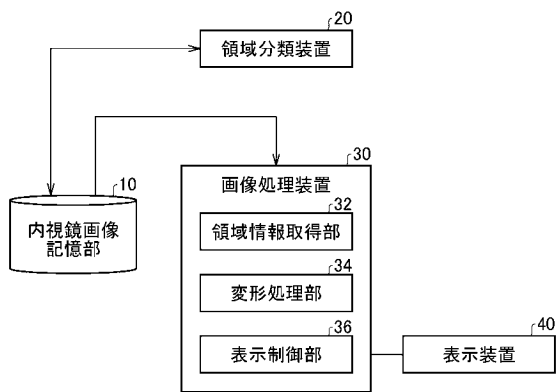 20
領域分類装置
30
画像処理装置
10
内視鏡画像
記憶部
32
領域情報取得部
34
変形処理部
36
表示制御部
40
表示装置